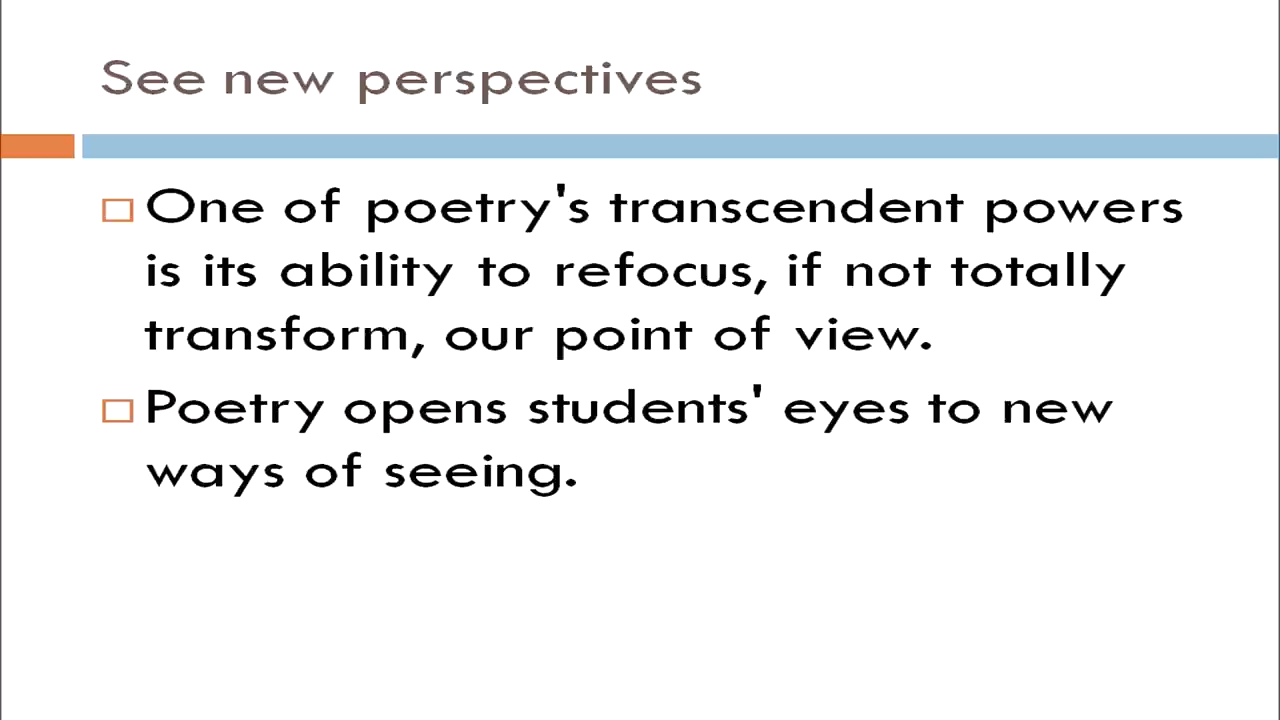 See new perspectives
One of poetry's transcendent powers
is its ability to refocus, if not totally
transform, our point of view.
Poetry opens students' eyes to new
ways of seeing.